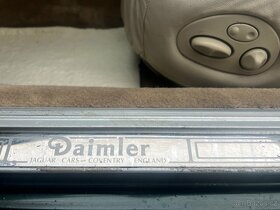 Daimler
JAGUAR CARS - COVENTRY ENGLAND